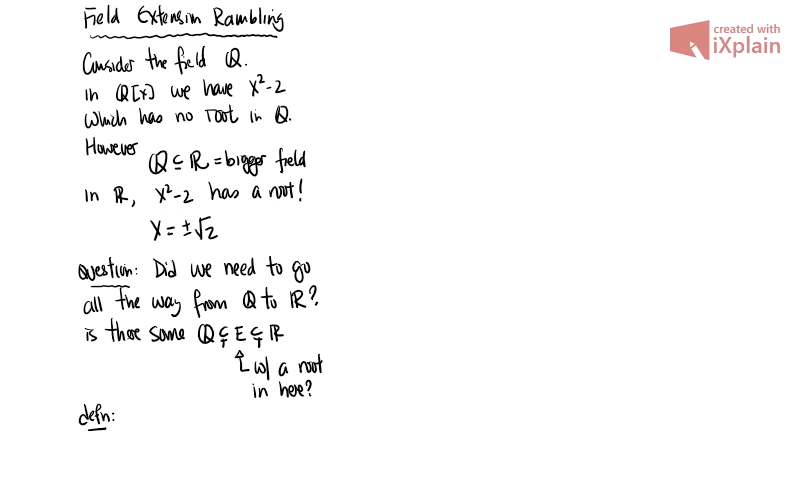 Field Extension Rambling
created with
iXplain
Consider the field ℚ.
In ℚ[x] we have x²-2
which has no root in ℚ.
However
ℚ ⊆ ℝ = bigger field
in ℝ, x²-2 has a root!
x = ±√2
Question: Did we need to go
all the way from ℚ to ℝ?
is there some ℚ ⊊ E ⊊ ℝ
w/ a root
in here?
defn: